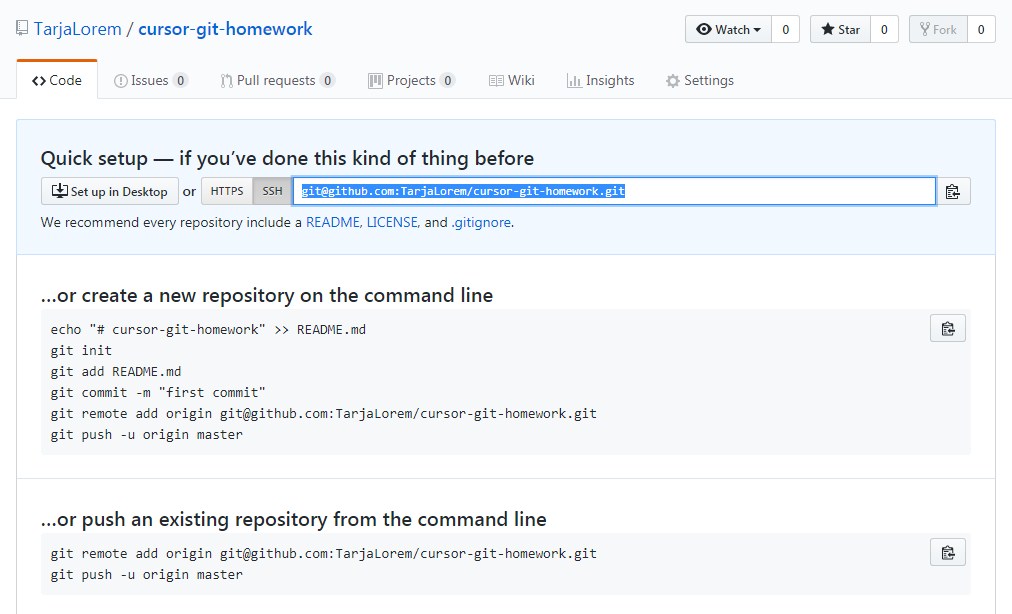 TarjaLorem / cursor-git-homework
Watch 0 Star 0 Fork 0
Code Issues 0 Pull requests 0 Projects 0 Wiki Insights Settings
Quick setup — if you’ve done this kind of thing before
Set up in Desktop or HTTPS SSH git@github.com:TarjaLorem/cursor-git-homework.git
We recommend every repository include a README, LICENSE, and .gitignore.
…or create a new repository on the command line
echo "# cursor-git-homework" >> README.md
git init
git add README.md
git commit -m "first commit"
git remote add origin git@github.com:TarjaLorem/cursor-git-homework.git
git push -u origin master
…or push an existing repository from the command line
git remote add origin git@github.com:TarjaLorem/cursor-git-homework.git
git push -u origin master